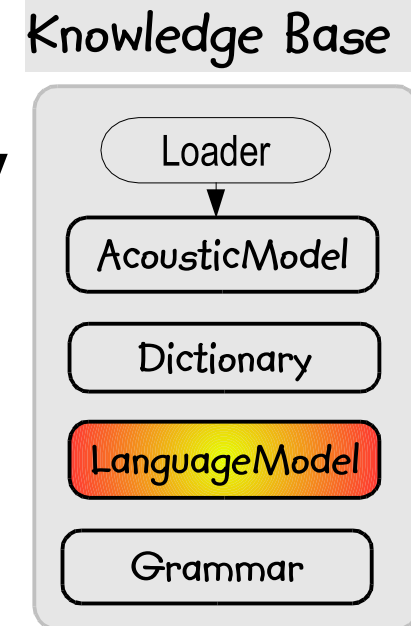 Knowledge Base
Loader
AcousticModel
Dictionary
LanguageModel
Grammar